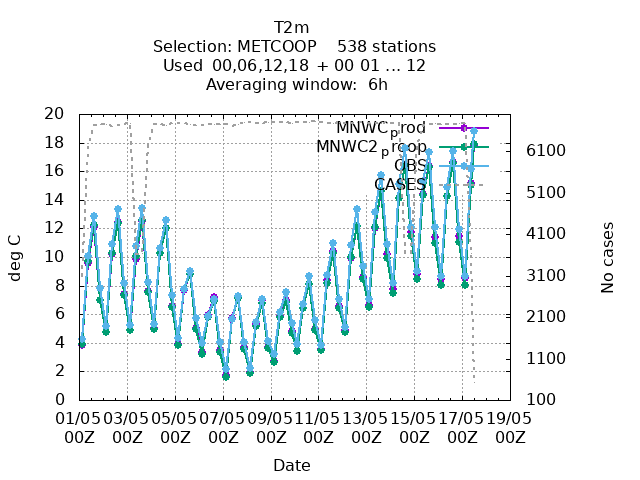 T2m
Selection: METCOOP 538 stations
Used 00,06,12,18 + 00 01 ... 12
Averaging window: 6h
deg C
20
18
16
14
12
10
8
6
4
2
0
MNWCprod
MNWC2prcop
OBS
CASES
6100
5100
4100
3100
2100
1100
100
No cases
01/05 03/05 05/05 07/05 09/05 11/05 13/05 15/05 17/05 19/05
00Z 00Z 00Z 00Z 00Z 00Z 00Z 00Z 00Z 00Z
Date